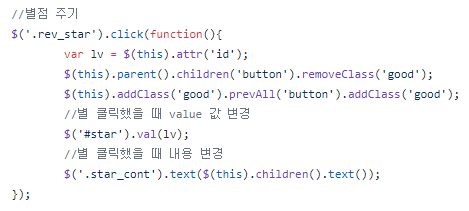 //별점 주기
$('.rev_star').click(function(){
var lv = $(this).attr('id');
$(this).parent().children('button').removeClass('good');
$(this).addClass('good').prevAll('button').addClass('good');
//별 클릭했을 때 value 값 변경
$('#star').val(lv);
//별 클릭했을 때 내용 변경
$('.star_cont').text($(this).children().text());
});